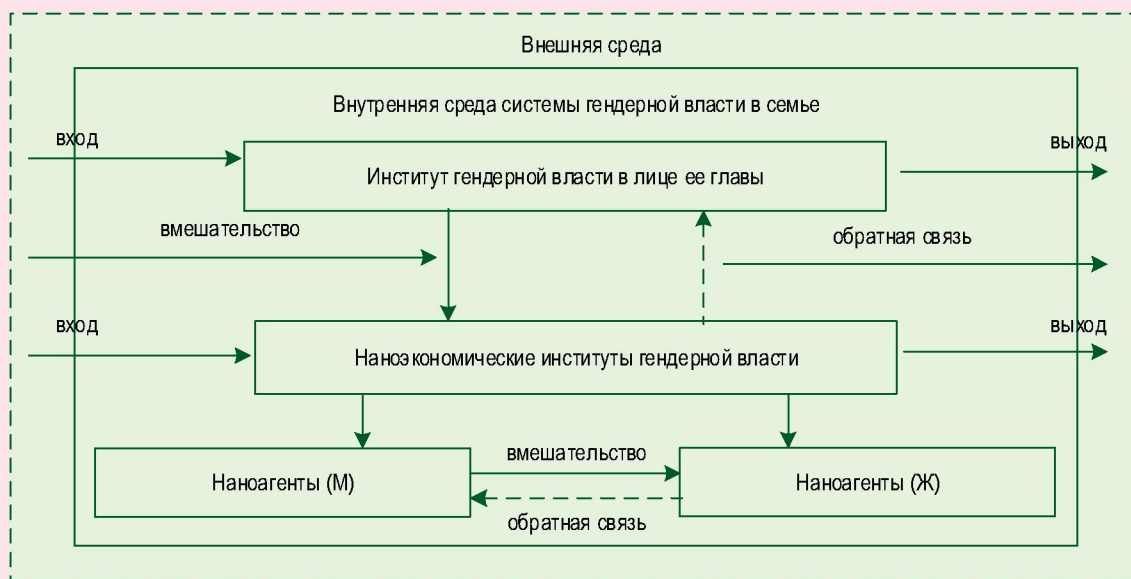 Внешняя среда
Внутренняя среда системы гендерной власти в семье
вход
выход
Институт гендерной власти в лице ее главы
вмешательство
обратная связь
вход
выход
Наноэкономические институты гендерной власти
вмешательство
Наноагенты (М)
Наноагенты (Ж)
обратная связь